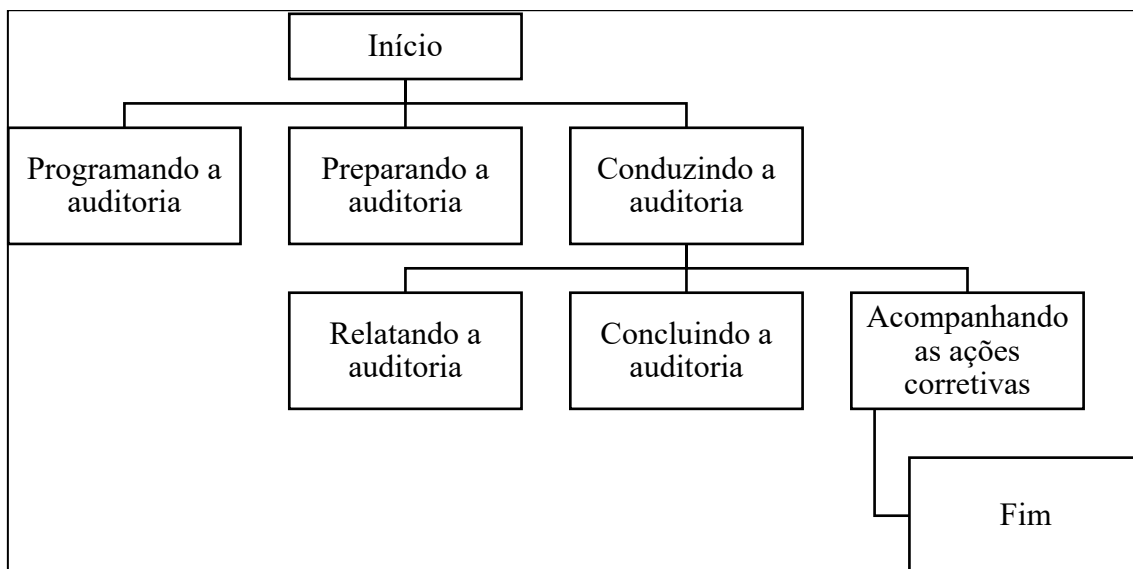 Início
Programando a
auditoria
Preparando a
auditoria
Conduzindo a
auditoria
Relatando a
auditoria
Concluindo a
auditoria
Acompanhando
as ações
corretivas
Fim